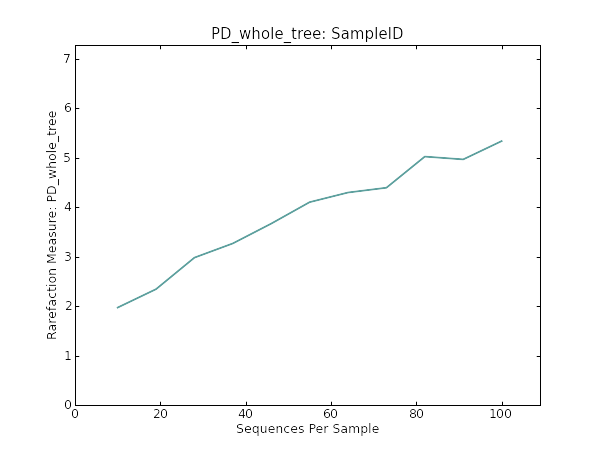 PD_whole_tree: SampleID
Rarefaction Measure: PD_whole_tree
7
6
5
4
3
2
1
0
0 20 40 60 80 100
Sequences Per Sample